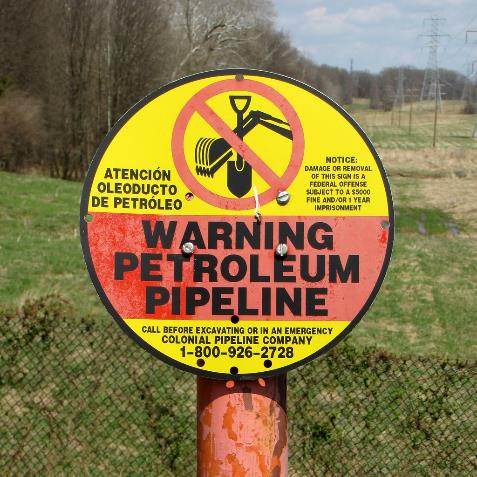 ATENCIÓN
OLEODUCTO
DE PETRÓLEO
NOTICE:
DAMAGE OR REMOVAL
OF THIS SIGN IS A
FEDERAL OFFENSE
SUBJECT TO A $5000
FINE AND/OR 1 YEAR
IMPRISONMENT
WARNING
PETROLEUM
PIPELINE
CALL BEFORE EXCAVATING OR IN AN EMERGENCY
COLONIAL PIPELINE COMPANY
1-800-926-2728